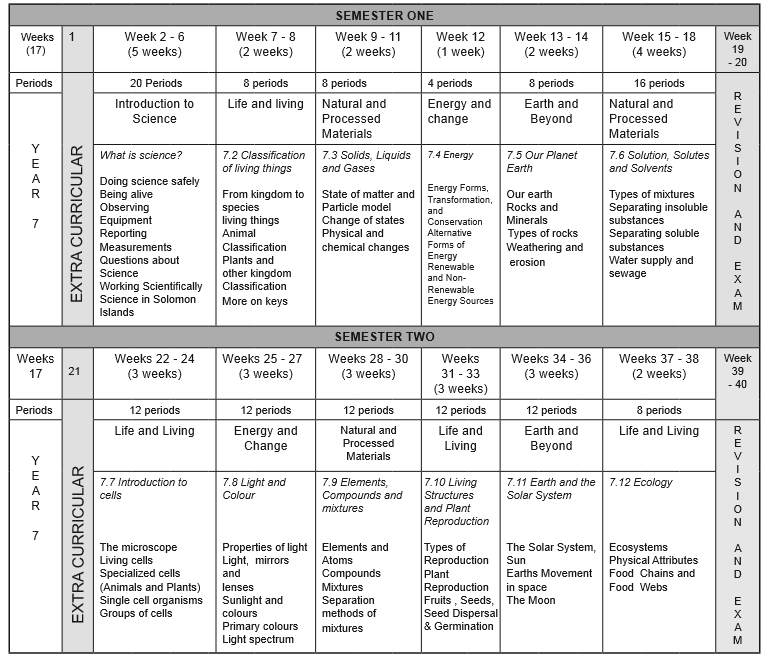 SEMESTER ONE
Weeks
(17)
1
Week 2 - 6
(5 weeks)
Week 7 - 8
(2 weeks)
Week 9 - 11
(2 weeks)
Week 12
(1 week)
Week 13 - 14
(2 weeks)
Week 15 - 18
(4 weeks)
Week
19
- 20
Periods
20 Periods
8 periods
8 periods
4 periods
8 periods
16 periods
YEAR 7
EXTRA CURRICULAR
Introduction to
Science
Life and living
Natural and
Processed
Materials
Energy and
change
Earth and
Beyond
Natural and
Processed
Materials
What is science?
Doing science safely
Being alive
Observing
Equipment
Reporting
Measurements
Questions about
Science
Working Scientifically
Science in Solomon
Islands
7.2 Classification
of living things
From kingdom to
species
living things
Animal
Classification
Plants and
other kingdom
Classification
More on keys
7.3 Solids, Liquids
and Gases
State of matter and
Particle model
Change of states
Physical and
chemical changes
7.4 Energy
Energy Forms,
Transformation,
and
Conservation
Alternative
Forms of
Energy
Renewable
and Non-
Renewable
Energy Sources
7.5 Our Planet
Earth
Our earth
Rocks and
Minerals
Types of rocks
Weathering and
erosion
7.6 Solution, Solutes
and Solvents
Types of mixtures
Separating insoluble
substances
Separating soluble
substances
Water supply and
sewage
REVISION AND EXAM
SEMESTER TWO
Weeks
17
21
Weeks 22 - 24
(3 weeks)
Weeks 25 - 27
(3 weeks)
Weeks 28 - 30
(3 weeks)
Weeks
31 - 33
(3 weeks)
Weeks 34 - 36
(3 weeks)
Weeks 37 - 38
(2 weeks)
Week
39
- 40
Periods
12 periods
12 periods
12 periods
12 periods
12 periods
8 periods
YEAR 7
EXTRA CURRICULAR
Life and Living
Energy and
Change
Natural and
Processed
Materials
Life and
Living
Earth and
Beyond
Life and Living
7.7 Introduction to
cells
The microscope
Living cells
Specialized cells
(Animals and Plants)
Single cell organisms
Groups of cells
7.8 Light and
Colour
Properties of light
Light, mirrors
and
lenses
Sunlight and
colours
Primary colours
Light spectrum
7.9 Elements,
Compounds and
mixtures
Elements and
Atoms
Compounds
Mixtures
Separation
methods of
mixtures
7.10 Living
Structures
and Plant
Reproduction
Types of
Reproduction
Plant
Reproduction
Fruits , Seeds,
Seed Dispersal
& Germination
7.11 Earth and the
Solar System
The Solar System,
Sun
Earths Movement
in space
The Moon
7.12 Ecology
Ecosystems
Physical Attributes
Food Chains and
Food Webs
REVISION AND EXAM